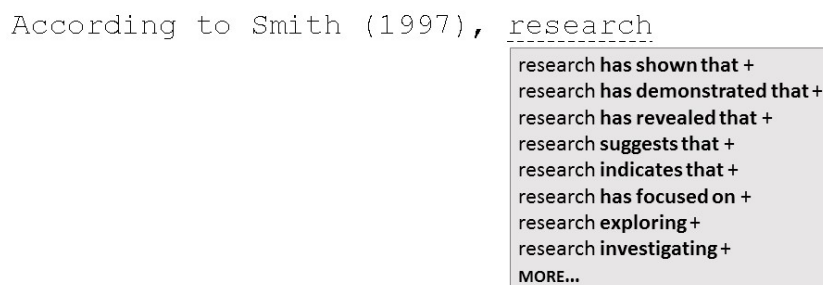 According to Smith (1997), research
research has shown that +
research has demonstrated that +
research has revealed that +
research suggests that +
research indicates that +
research has focused on +
research exploring +
research investigating +
MORE...